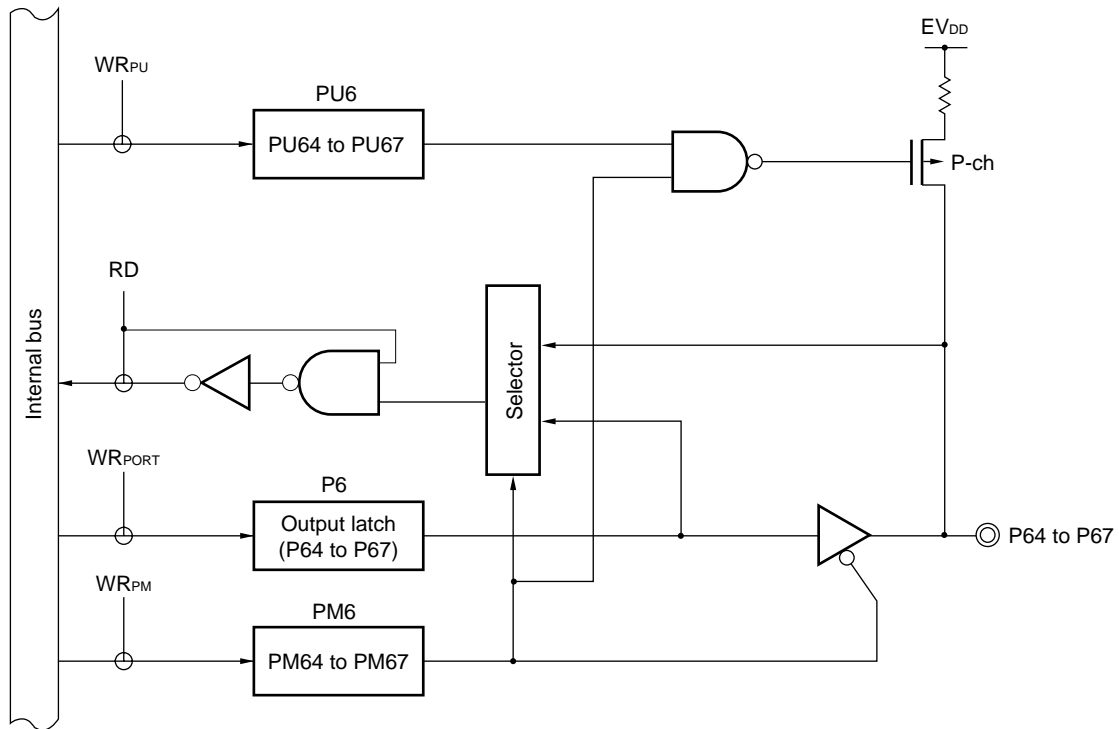 EVDD
WRPU
PU6
PU64 to PU67
P-ch
RD
Internal bus
Selector
WRPORT
P6
Output latch
(P64 to P67)
P64 to P67
WRPM
PM6
PM64 to PM67